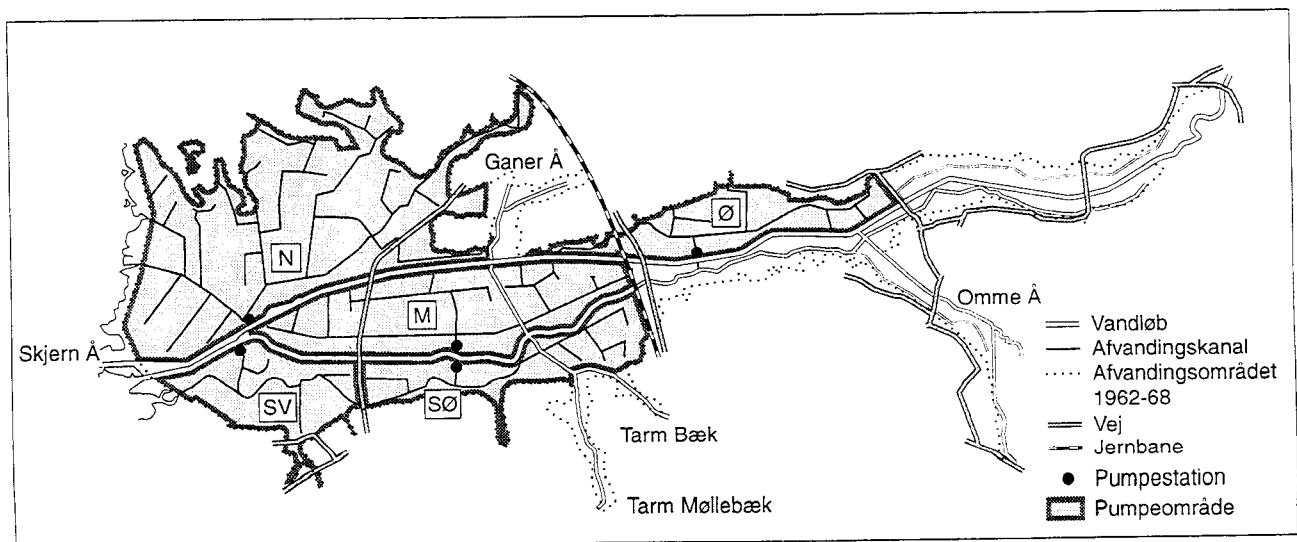 Ganer Å
Ø
N
M
Omme Å
Skjern Å
SV
SØ
Tarm Bæk
Tarm Møllebæk
Vandløb
Afvandingskanal
Afvandingsområdet
1962-68
Vej
Jernbane
Pumpestation
Pumpeområde